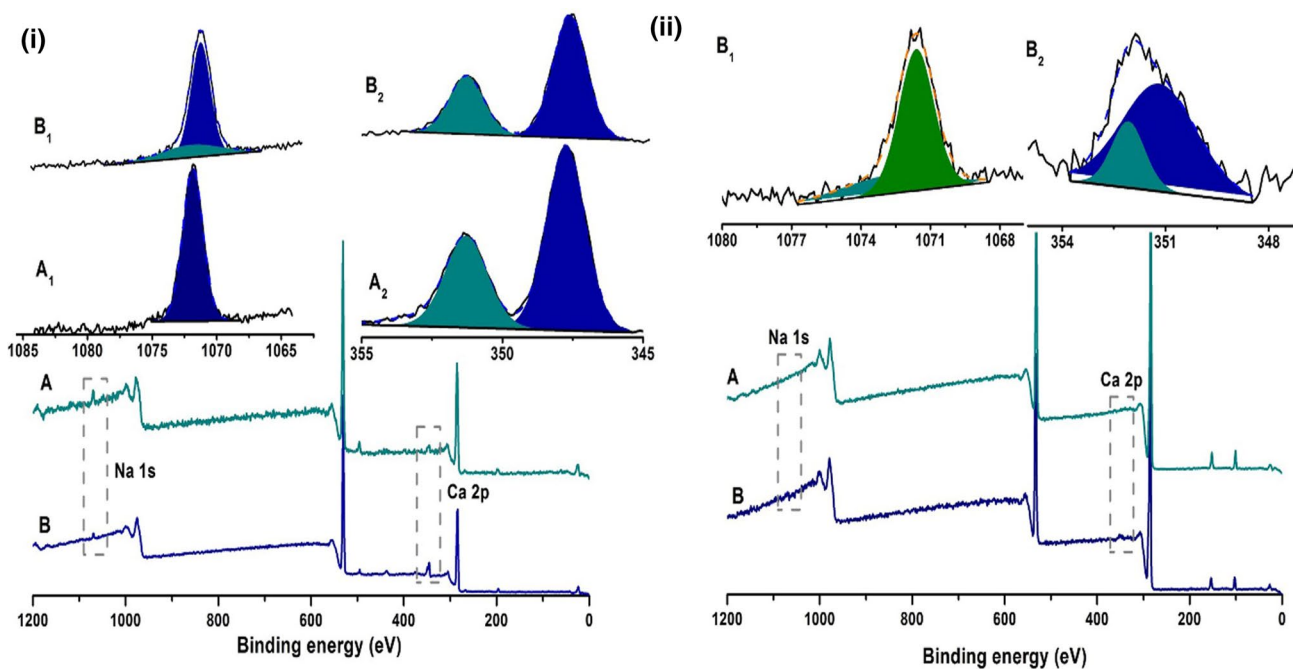 (i)
B₁
B₂
A₁
A₂
1085 1080 1075 1070 1065
355 350 345
A
Na 1s
Ca 2p
B
1200 1000 800 600 400 200 0
Binding energy (eV)
(ii)
B₁
B₂
1080 1077 1074 1071 1068
354 351 348
Na 1s
Ca 2p
A
B
1200 1000 800 600 400 200 0
Binding energy (eV)